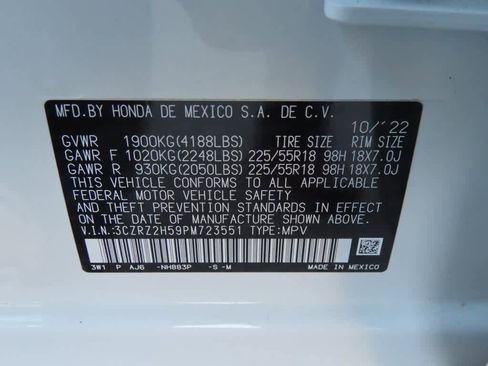 MFD.BY HONDA DE MEXICO S.A. DE C.V.
10/'22
GVWR 1900KG(4188LBS) TIRE SIZE RIM SIZE
GAWR F 1020KG(2248LBS) 225/55R18 98H 18X7.0J
GAWR R 930KG(2050LBS) 225/55R18 98H 18X7.0J
THIS VEHICLE CONFORMS TO ALL APPLICABLE
FEDERAL MOTOR VEHICLE SAFETY, BUMPER, AND
THEFT PREVENTION STANDARDS IN EFFECT ON THE
DATE OF MANUFACTURE SHOWN ABOVE.
V.I.N.:3CZRZ2H59PM723551 TYPE:MPV
3W1 P AJ6 -NH883P -S-M MADE IN MEXICO